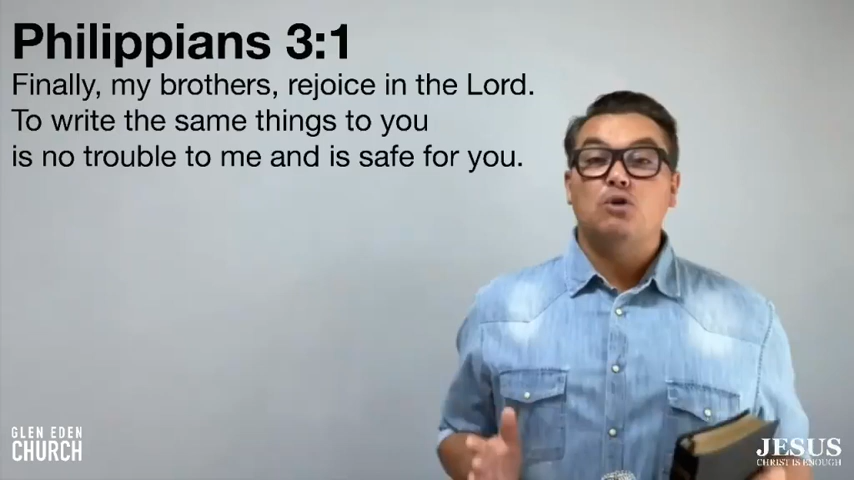 Philippians 3:1
Finally, my brothers, rejoice in the Lord.
To write the same things to you
is no trouble to me and is safe for you.
GLEN EDEN
CHURCH
JESUS
CHRIST IS ENOUGH